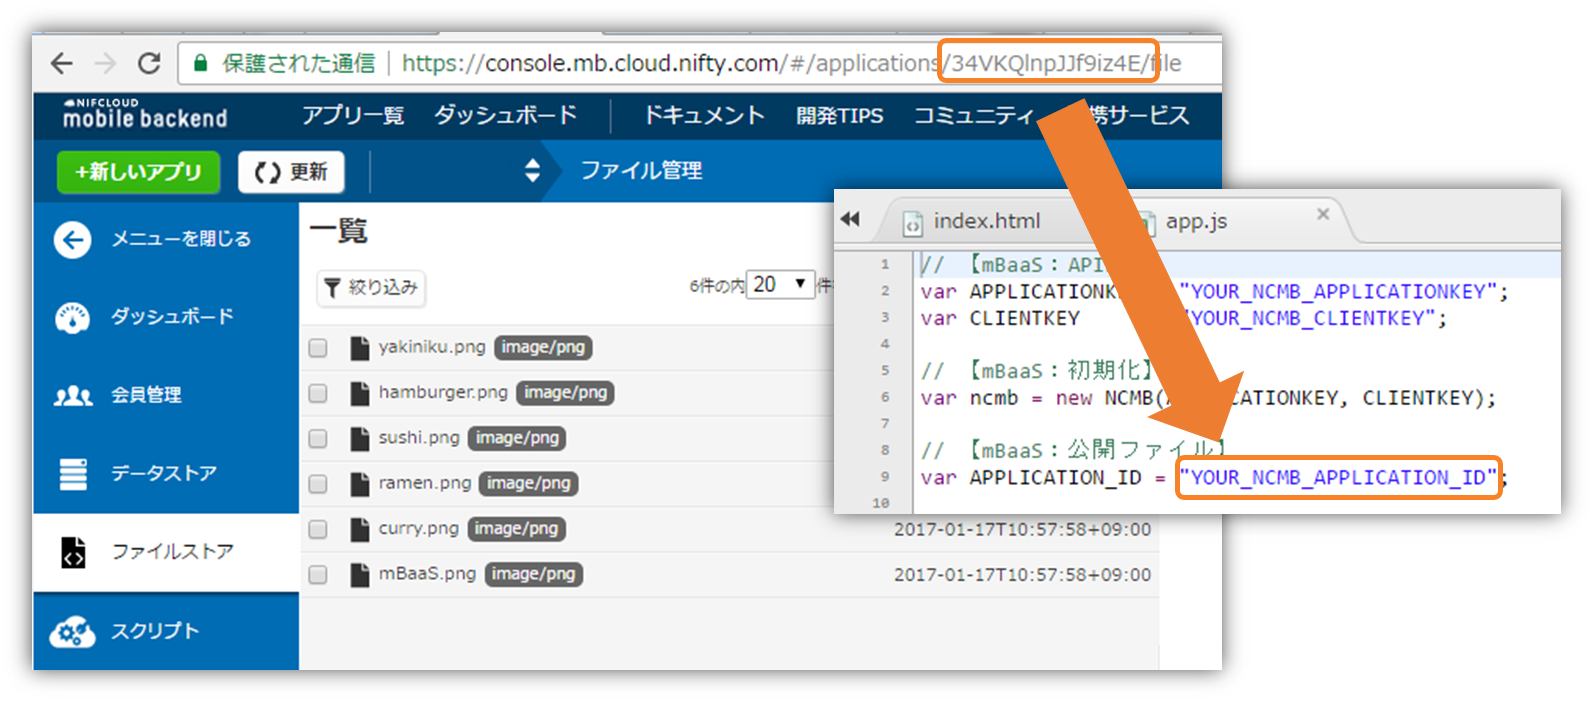 保護された通信 | https://console.mb.cloud.nifty.com/#/applications/34VKQlnpJJf9iz4E/file
NIFCLOUD
mobile backend
アプリ一覧 ダッシュボード ドキュメント 開発TIPS コミュニティ 携サービス
+新しいアプリ 更新 ファイル管理
メニューを閉じる
ダッシュボード
会員管理
データストア
ファイルストア
スクリプト
一覧
絞り込み 6件の内 20 件
yakiniku.png image/png
hamburger.png image/png
sushi.png image/png
ramen.png image/png
curry.png image/png 2017-01-17T10:57:58+09:00
mBaaS.png image/png 2017-01-17T10:57:58+09:00
index.html app.js
1 // 【mBaaS：API
2 var APPLICATIONK "YOUR_NCMB_APPLICATIONKEY";
3 var CLIENTKEY "YOUR_NCMB_CLIENTKEY";
4
5 // 【mBaaS：初期化】
6 var ncmb = new NCMB( CATIONKEY, CLIENTKEY);
7
8 // 【mBaaS：公開ファイル】
9 var APPLICATION_ID = "YOUR_NCMB_APPLICATION_ID";
10